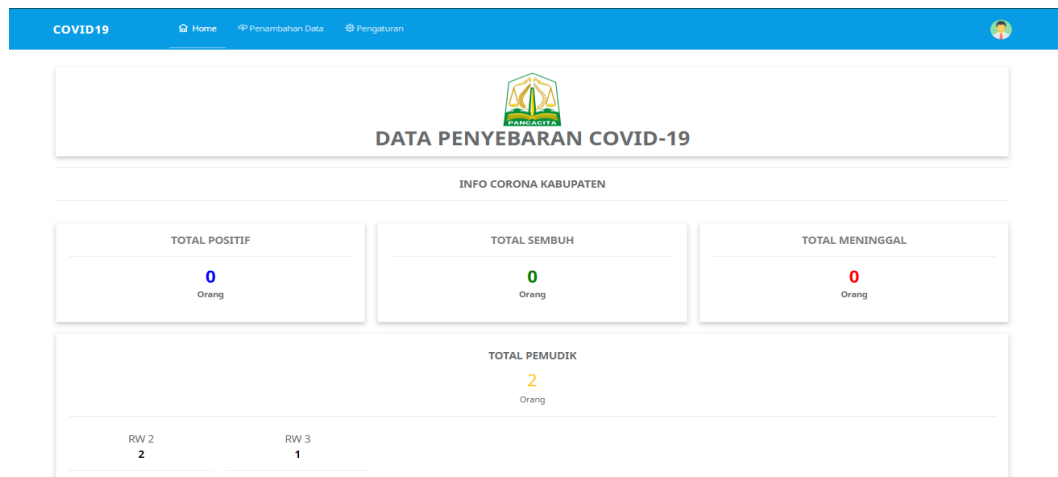 COVID19 Home Penambahan Data Pengaturan
PANCACITA
DATA PENYEBARAN COVID-19
INFO CORONA KABUPATEN
TOTAL POSITIF
0
Orang
TOTAL SEMBUH
0
Orang
TOTAL MENINGGAL
0
Orang
TOTAL PEMUDIK
2
Orang
RW 2
2
RW 3
1